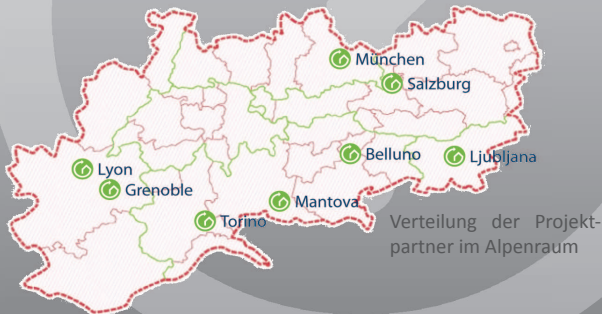 München
Salzburg
Belluno
Ljubljana
Lyon
Grenoble
Mantova
Torino
Verteilung der Projekt-
partner im Alpenraum